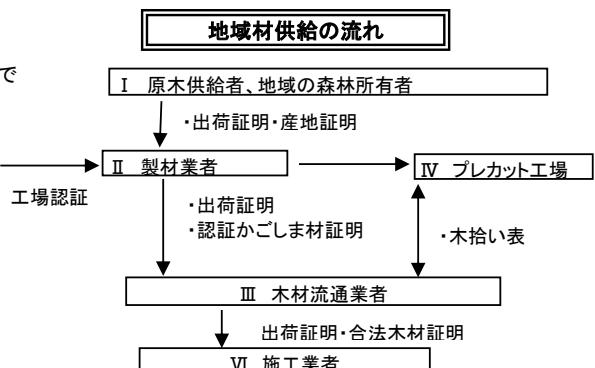 地域材供給の流れ
で
Ⅰ 原木供給者、地域の森林所有者
・出荷証明・産地証明
Ⅱ 製材業者
Ⅳ プレカット工場
工場認証
・出荷証明
・認証かごしま材証明
・木拾い表
Ⅲ 木材流通業者
出荷証明・合法木材証明
Ⅵ 施工業者